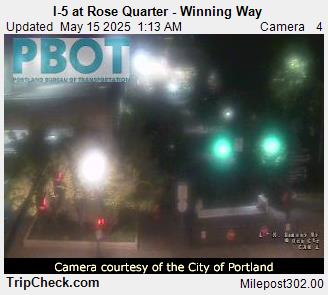 I-5 at Rose Quarter - Winning Way
Updated May 15 2025 1:13 AM Camera 4
PBOT
PORTLAND BUREAU OF TRANSPORTATION
Camera courtesy of the City of Portland
TripCheck.com Milepost302.00